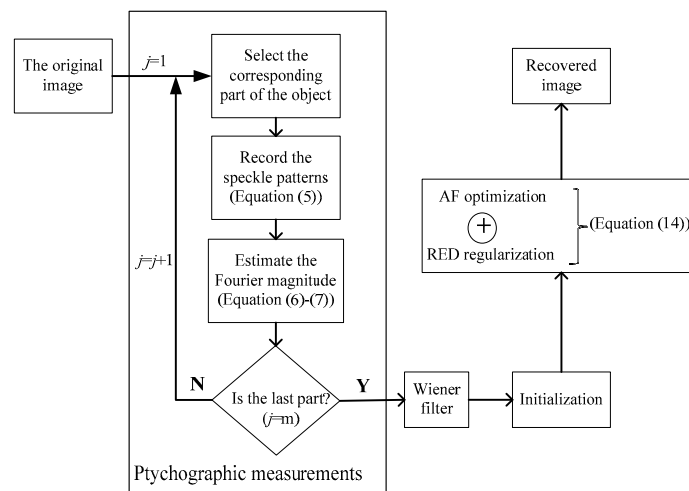 The original
image
j=1
Select the
corresponding
part of the object
Record the
speckle patterns
(Equation (5))
j=j+1
Estimate the
Fourier magnitude
(Equation (6)-(7))
N
Is the last part?
(j=m)
Y
Ptychographic measurements
Wiener
filter
Initialization
AF optimization
+
RED regularization
(Equation (14))
Recovered
image